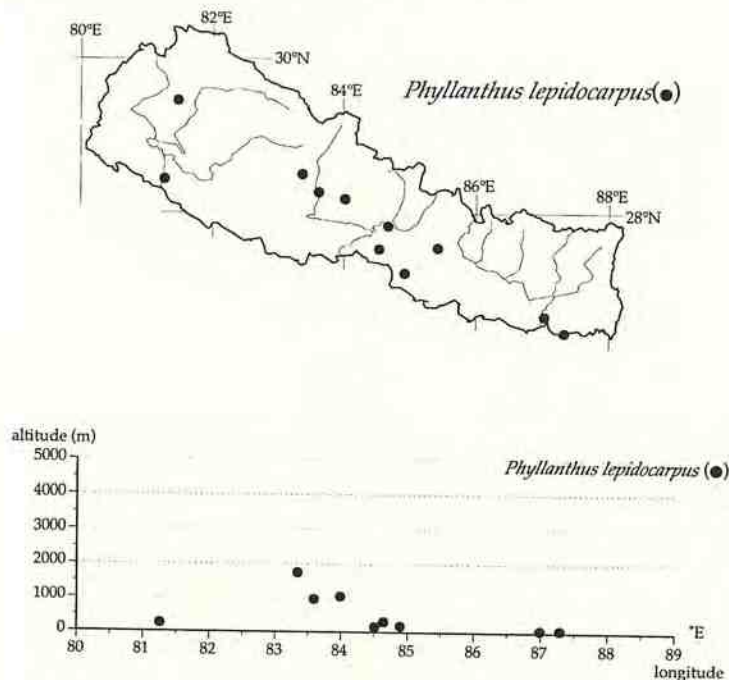 80°E
82°E
30°N
84°E
Phyllanthus lepidocarpus(●)
86°E
88°E
28°N
altitude (m)
5000
4000
3000
2000
1000
0
Phyllanthus lepidocarpus (●)
80 81 82 83 84 85 86 87 88 89
°E
longitude